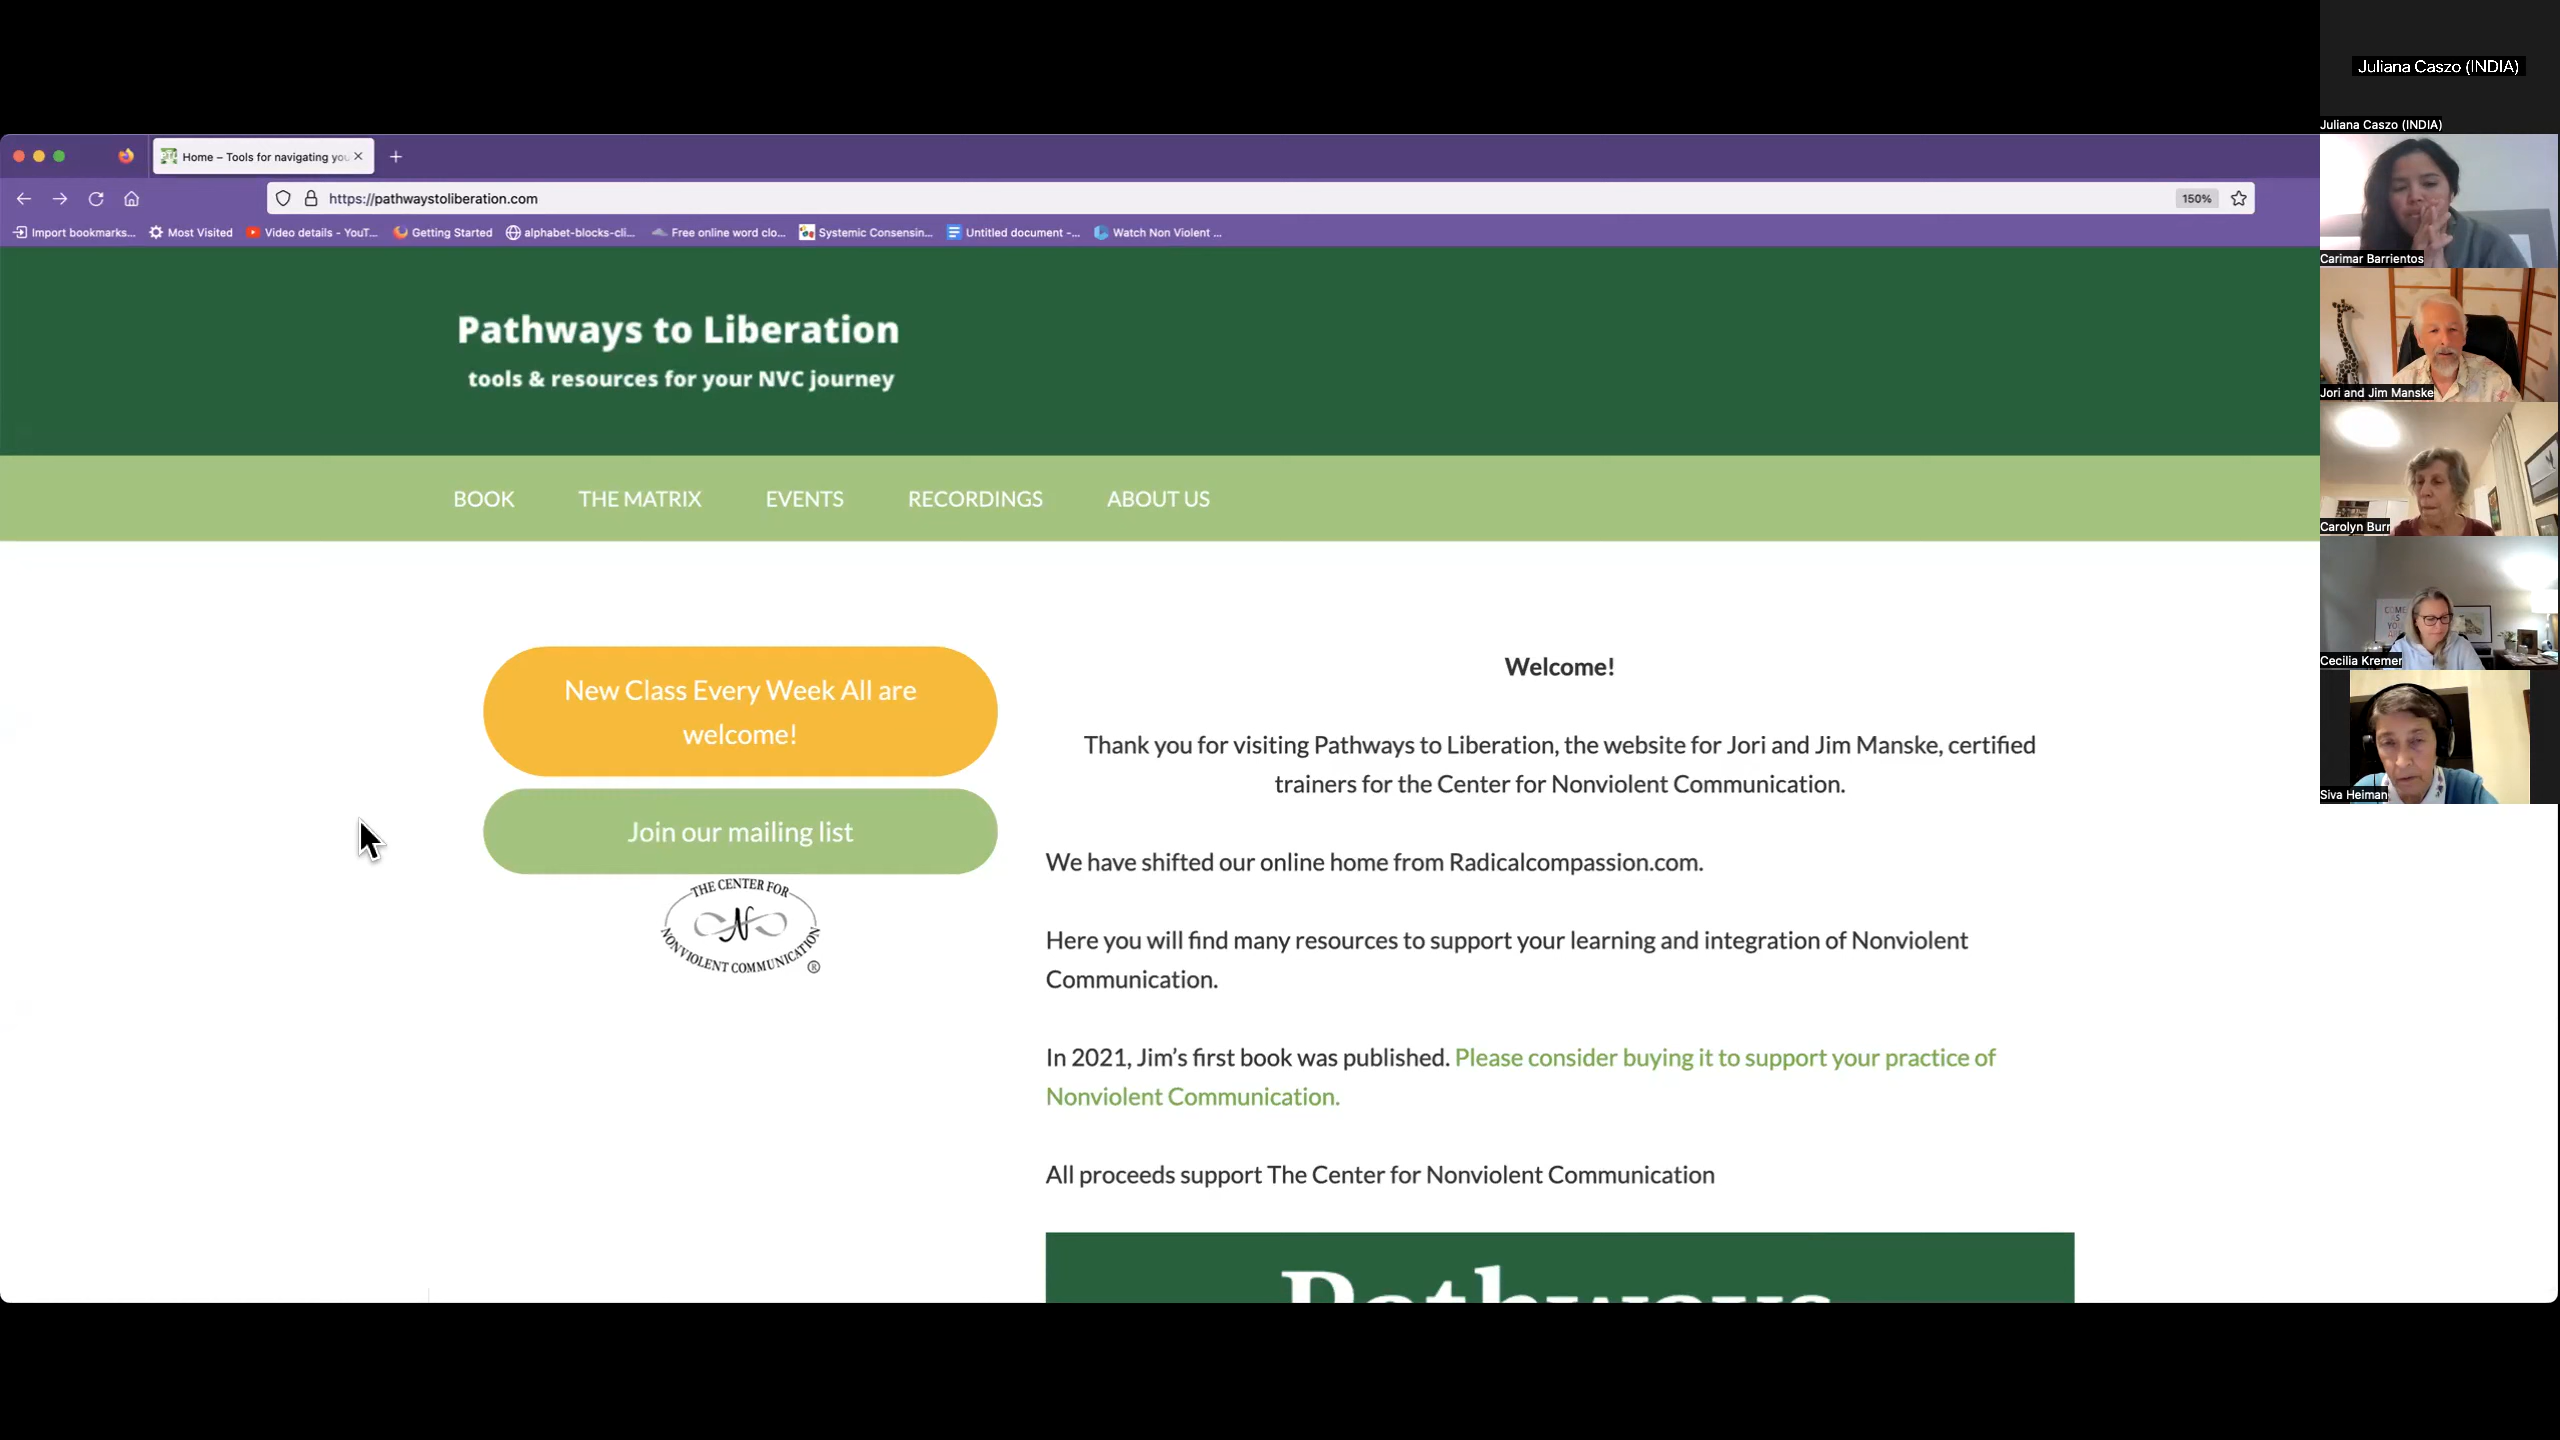 Juliana Caszo (INDIA)
Juliana Caszo (INDIA)
Home – Tools for navigating you
https://pathwaystoliberation.com
150%
Import bookmarks...
Most Visited
Video details - YouT...
Getting Started
alphabet-blocks-cli...
Free online word clo...
Systemic Consensin...
Untitled document -...
Watch Non Violent ...
Carimar Barrientos
Pathways to Liberation
tools & resources for your NVC journey
Jori and Jim Manske
BOOK
THE MATRIX
EVENTS
RECORDINGS
ABOUT US
Carolyn Burr
COME
AS
YOU
Cecilia Kremer
Siva Heiman
New Class Every Week All are
welcome!
Join our mailing list
THE CENTER FOR
N
NONVIOLENT COMMUNICATION
®
Welcome!
Thank you for visiting Pathways to Liberation, the website for Jori and Jim Manske, certified
trainers for the Center for Nonviolent Communication.
We have shifted our online home from Radicalcompassion.com.
Here you will find many resources to support your learning and integration of Nonviolent
Communication.
In 2021, Jim’s first book was published. Please consider buying it to support your practice of
Nonviolent Communication.
All proceeds support The Center for Nonviolent Communication
Pathways